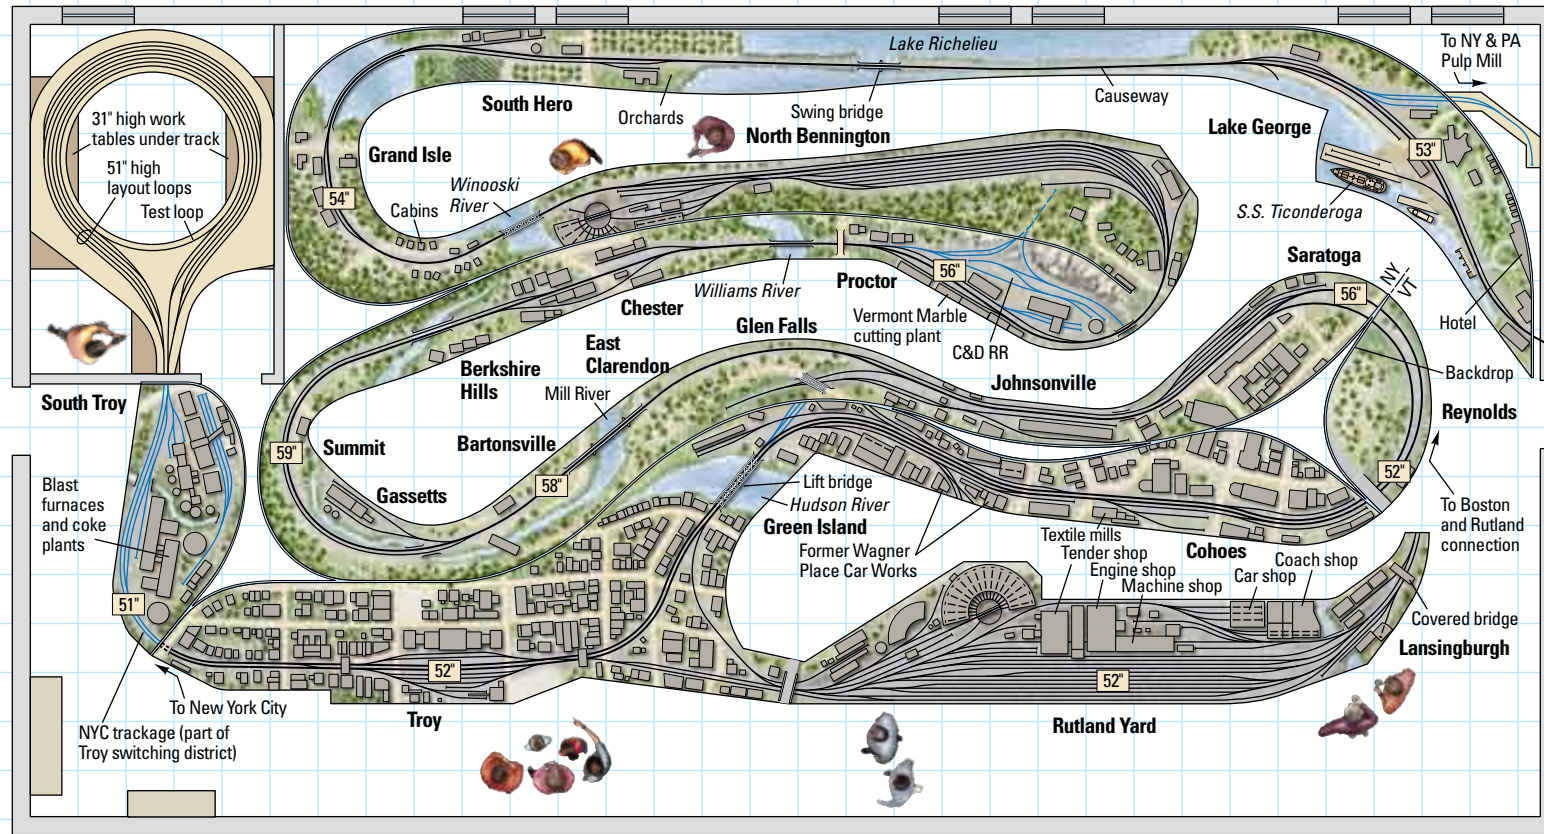 31" high work
tables under track
51" high
layout loops
Test loop
South Hero
Orchards
Lake Richelieu
Swing bridge
North Bennington
Causeway
Lake George
To NY & PA
Pulp Mill
53"
S.S. Ticonderoga
Grand Isle
54"
Cabins
Winooski
River
Saratoga
56"
NY
VT
Hotel
Proctor
56"
Williams River
Chester
Vermont Marble
cutting plant
C&D RR
Glen Falls
East
Clarendon
Berkshire
Hills
Johnsonville
Backdrop
Reynolds
South Troy
Mill River
Bartonsville
Summit
59"
Gassetts
58"
52"
Lift bridge
Hudson River
Green Island
Former Wagner
Place Car Works
Blast
furnaces
and coke
plants
To Boston
and Rutland
connection
Textile mills
Tender shop
Engine shop
Machine shop
Cohoes
Car shop
Coach shop
51"
Covered bridge
Lansingburgh
52"
52"
To New York City
NYC trackage (part of
Troy switching district)
Troy
Rutland Yard